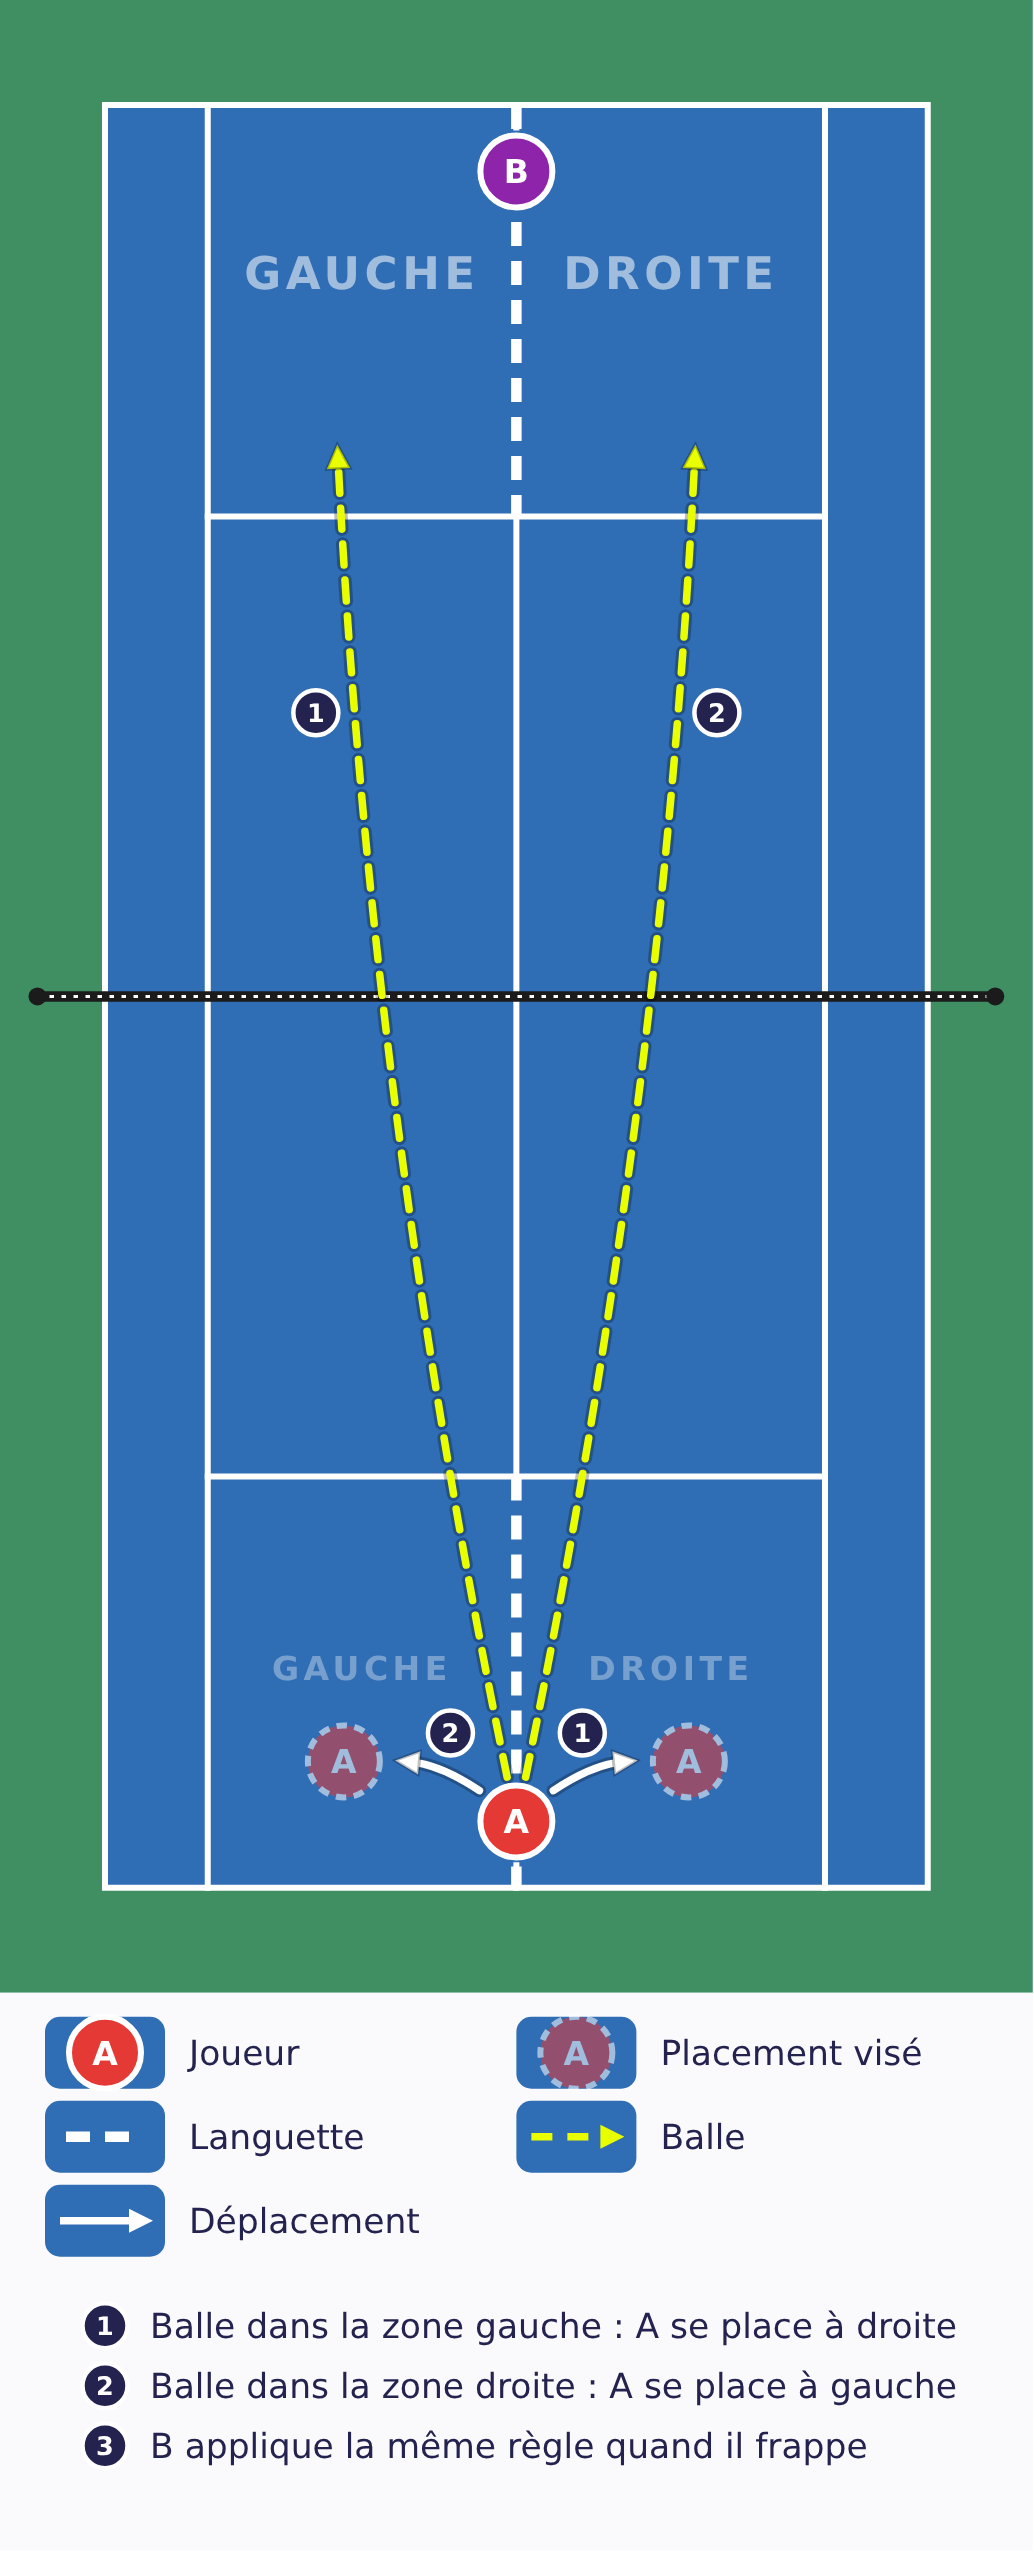 B
GAUCHE DROITE
1 2
GAUCHE DROITE
2 1
A A
A
A Joueur A Placement visé
Languette Balle
Déplacement
1 Balle dans la zone gauche : A se place à droite
2 Balle dans la zone droite : A se place à gauche
3 B applique la même règle quand il frappe